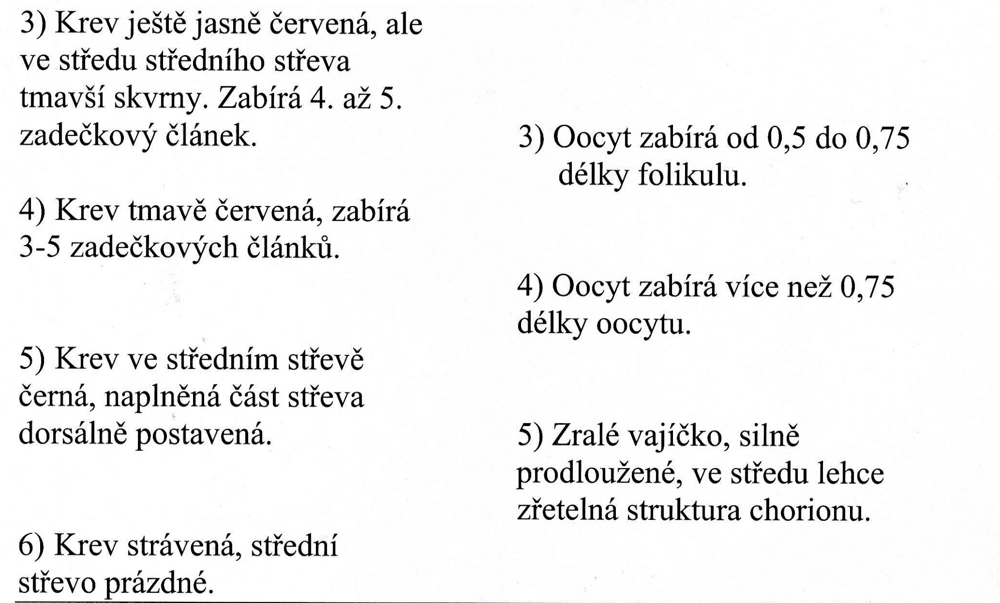 3) Krev ještě jasně červená, ale
ve středu středního střeva
tmavší skvrny. Zabírá 4. až 5.
zadečkový článek.
4) Krev tmavě červená, zabírá
3-5 zadečkových článků.
5) Krev ve středním střevě
černá, naplněná část střeva
dorsálně postavená.
6) Krev strávená, střední
střevo prázdné.
3) Oocyt zabírá od 0,5 do 0,75
délky folikulu.
4) Oocyt zabírá více než 0,75
délky oocytu.
5) Zralé vajíčko, silně
prodloužené, ve středu lehce
zřetelná struktura chorionu.